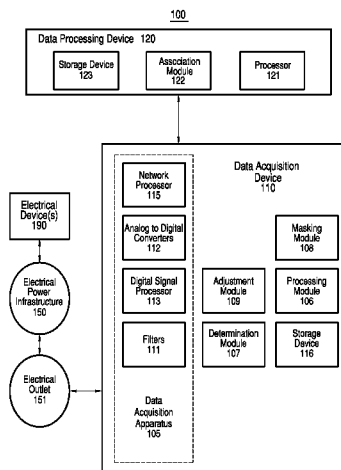 100
Data Processing Device 120
Storage Device
123
Association
Module
122
Processor
121
Data Acquisition
Device
110
Network
Processor
115
Analog to Digital
Converters
112
Digital Signal
Processor
113
Filters
111
Data
Acquisition
Apparatus
105
Masking
Module
108
Adjustment
Module
109
Processing
Module
106
Determination
Module
107
Storage
Device
116
Electrical
Device(s)
190
Electrical
Power
Infrastructure
150
Electrical
Outlet
151